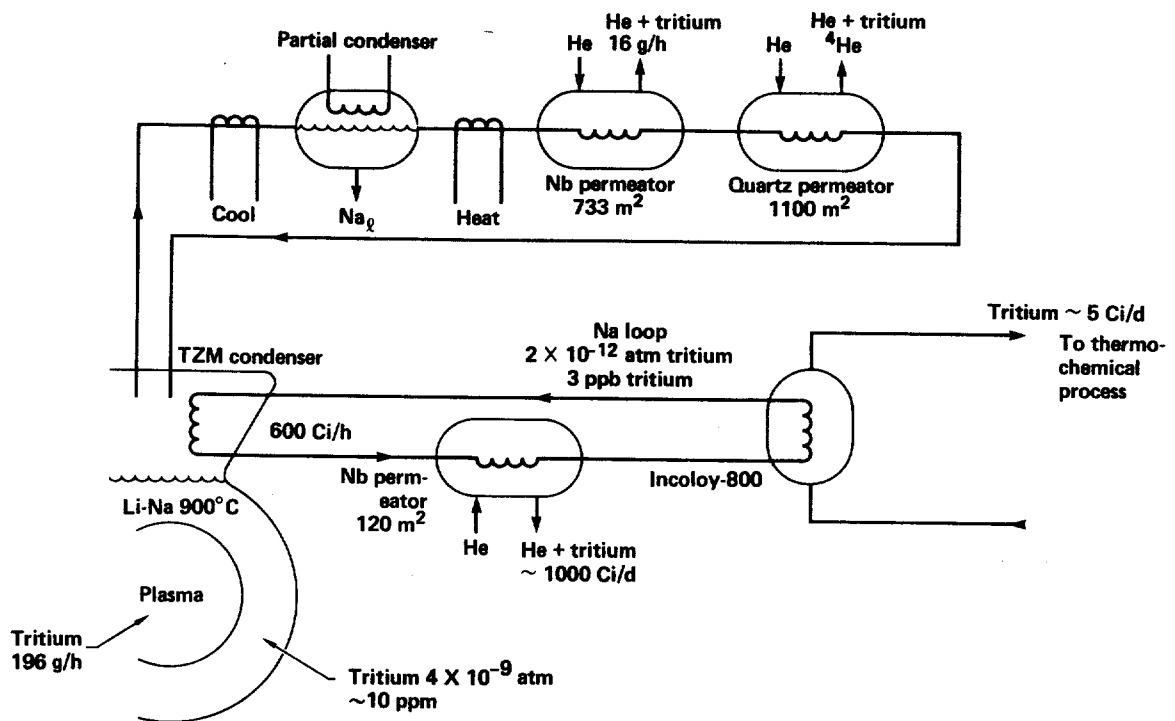 Partial condenser
He
He + tritium
16 g/h
He
He + tritium
⁴He
Cool
Naℓ
Heat
Nb permeator
733 m²
Quartz permeator
1100 m²
TZM condenser
Na loop
2 × 10⁻¹² atm tritium
3 ppb tritium
Tritium ~ 5 Ci/d
To thermo-
chemical
process
600 Ci/h
Nb perm-
eator
120 m²
Incoloy-800
He
He + tritium
~ 1000 Ci/d
Li-Na 900°C
Plasma
Tritium
196 g/h
Tritium 4 × 10⁻⁹ atm
~10 ppm